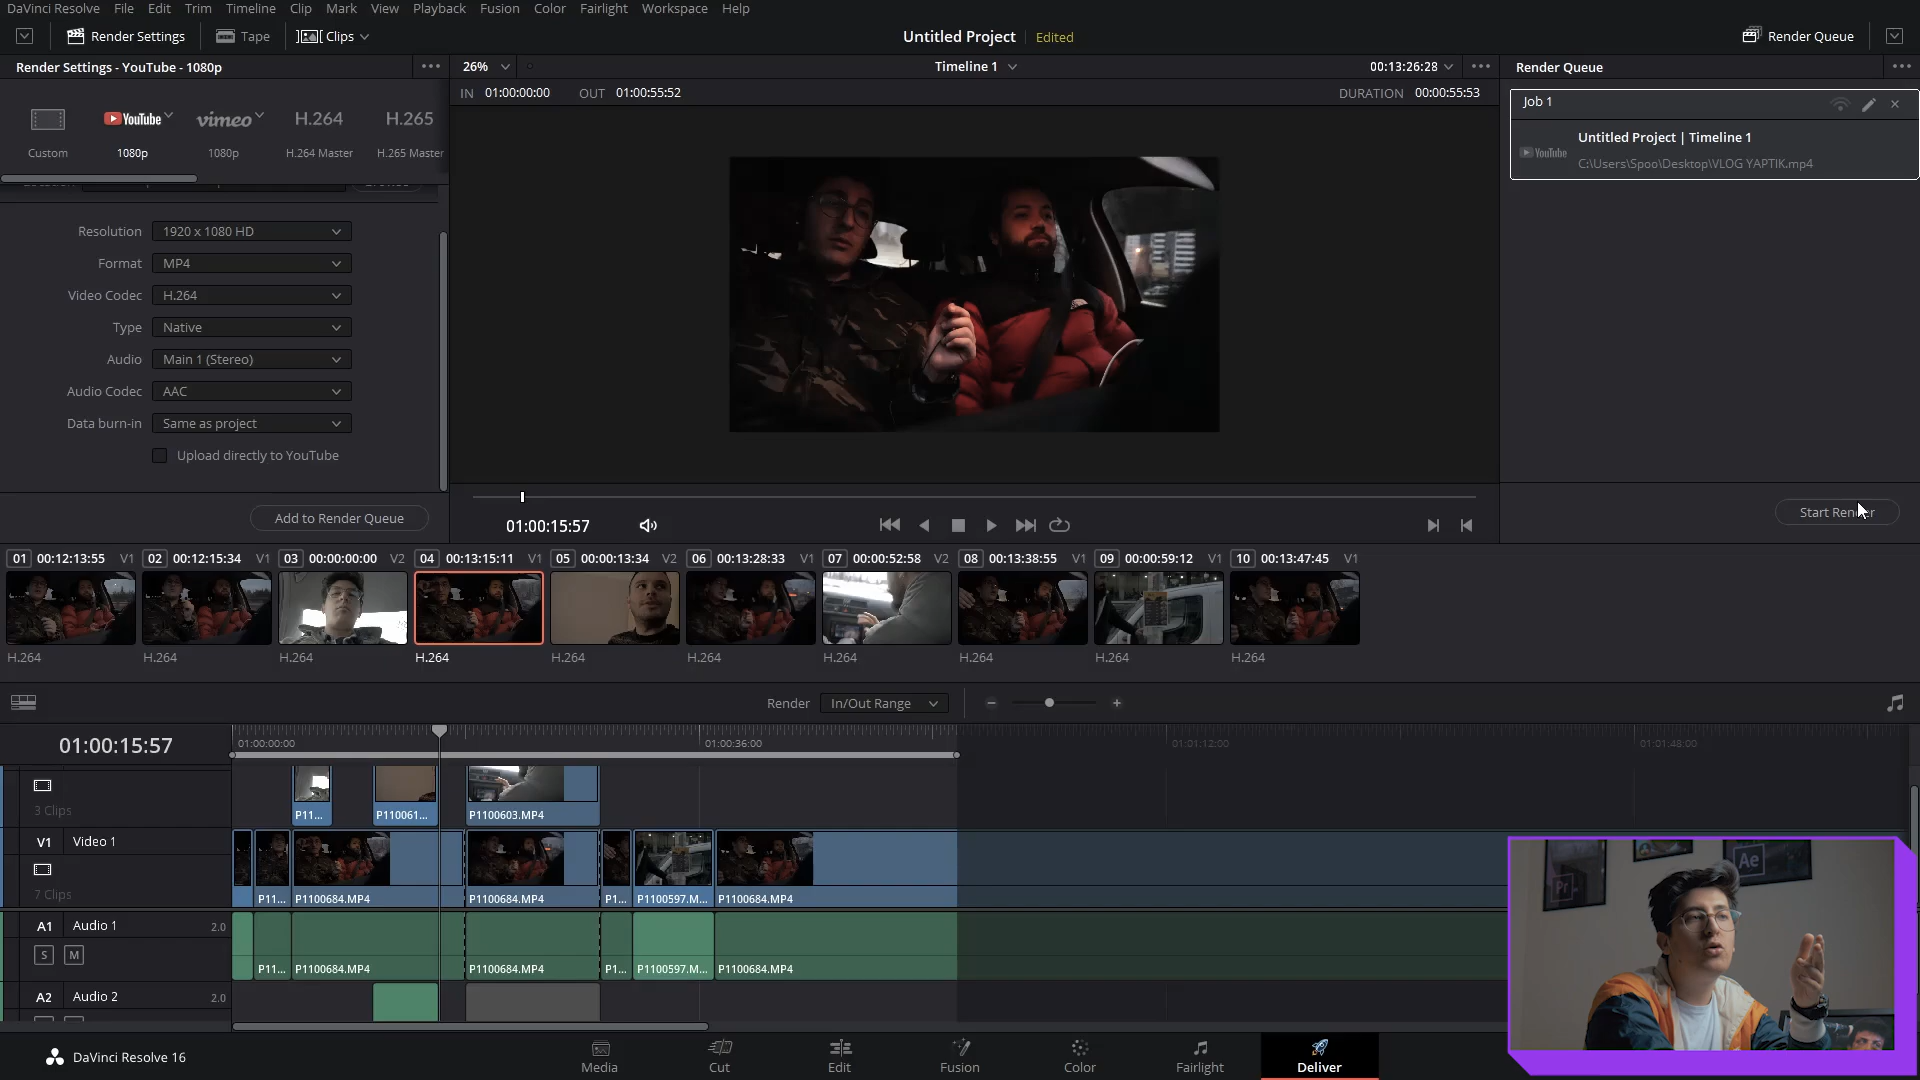 DaVinci Resolve File Edit Trim Timeline Clip Mark View Playback Fusion Color Fairlight Workspace Help
Render Settings Tape Clips Untitled Project Edited Render Queue
Render Settings - YouTube - 1080p 26% Timeline 1 00:13:26:28 Render Queue
IN 01:00:00:00 OUT 01:00:55:52 DURATION 00:00:55:53
Job 1
YouTube vimeo H.264 H.265
Custom 1080p 1080p H.264 Master H.265 Master
Untitled Project | Timeline 1
YouTube C:\Users\Spoo\Desktop\VLOG YAPTIK.mp4
Resolution 1920 x 1080 HD
Format MP4
Video Codec H.264
Type Native
Audio Main 1 (Stereo)
Audio Codec AAC
Data burn-in Same as project
Upload directly to YouTube
Add to Render Queue
01:00:15:57
Start Render
01 00:12:13:55 V1 02 00:12:15:34 V1 03 00:00:00:00 V2 04 00:13:15:11 V1 05 00:00:13:34 V2 06 00:13:28:33 V1 07 00:00:52:58 V2 08 00:13:38:55 V1 09 00:00:59:12 V1 10 00:13:47:45 V1
H.264 H.264 H.264 H.264 H.264 H.264 H.264 H.264 H.264 H.264
Render In/Out Range
01:00:15:57 01:00:00:00 01:00:36:00 01:01:12:00 01:01:48:00
3 Clips P11... P110061... P1100603.MP4
V1 Video 1
7 Clips P11... P1100684.MP4 P1100684.MP4 P1... P1100597.M... P1100684.MP4
A1 Audio 1 2.0
S M
P11... P1100684.MP4 P1100684.MP4 P1... P1100597.M... P1100684.MP4
A2 Audio 2 2.0
Pr Ae
DaVinci Resolve 16 Media Cut Edit Fusion Color Fairlight Deliver